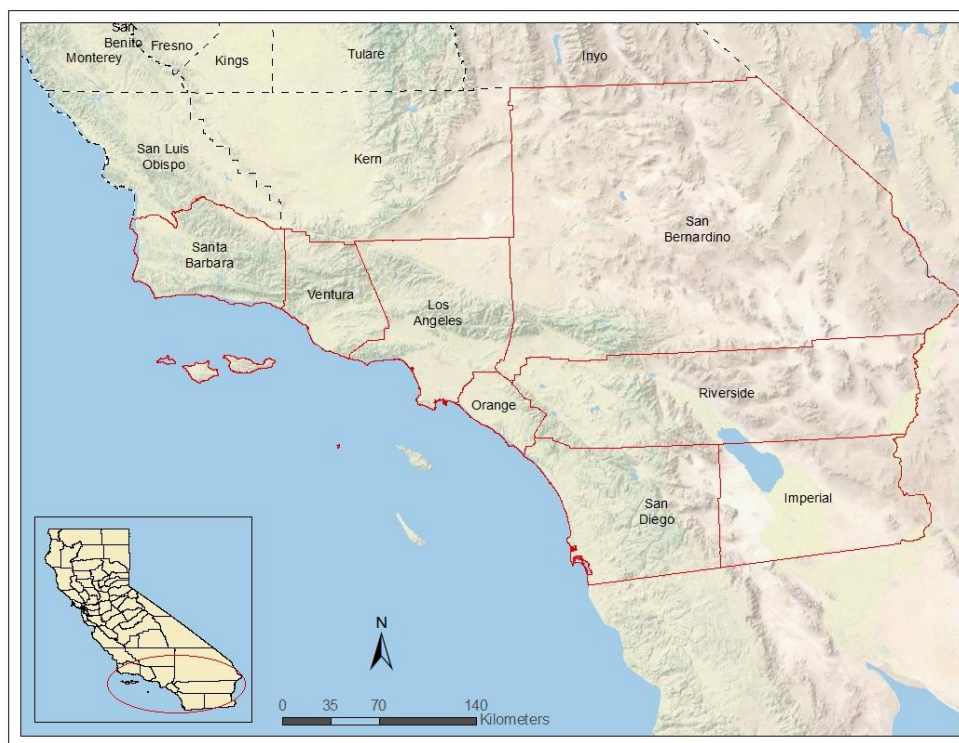 San
Benito
Monterey
Fresno
Kings
Tulare
Inyo
San Luis
Obispo
Kern
Santa
Barbara
Ventura
Los
Angeles
San
Bernardino
Orange
Riverside
San
Diego
Imperial
N
0 35 70 140
Kilometers